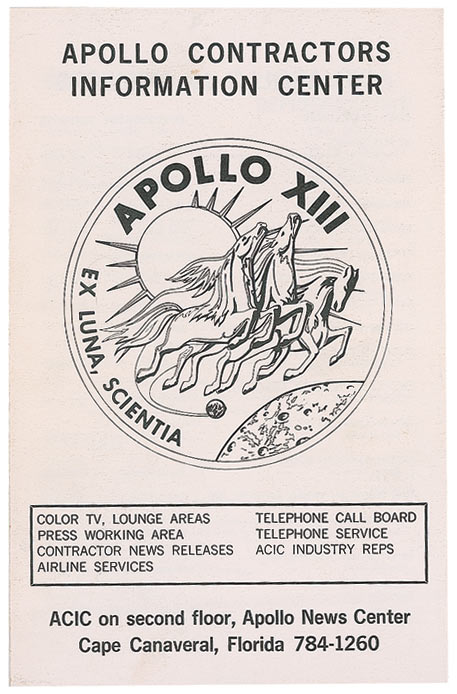 APOLLO CONTRACTORS
INFORMATION CENTER
APOLLO XIII
EX LUNA, SCIENTIA
COLOR TV, LOUNGE AREAS
PRESS WORKING AREA
CONTRACTOR NEWS RELEASES
AIRLINE SERVICES
TELEPHONE CALL BOARD
TELEPHONE SERVICE
ACIC INDUSTRY REPS
ACIC on second floor, Apollo News Center
Cape Canaveral, Florida 784-1260